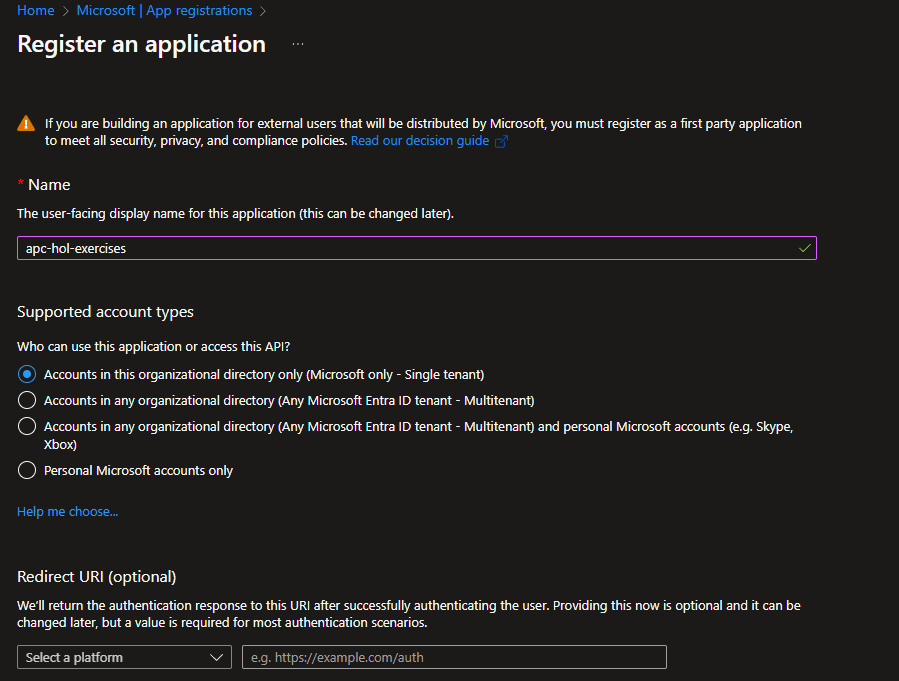 Home > Microsoft | App registrations >
Register an application ...
If you are building an application for external users that will be distributed by Microsoft, you must register as a first party application
to meet all security, privacy, and compliance policies. Read our decision guide
* Name
The user-facing display name for this application (this can be changed later).
apc-hol-exercises
Supported account types
Who can use this application or access this API?
Accounts in this organizational directory only (Microsoft only - Single tenant)
Accounts in any organizational directory (Any Microsoft Entra ID tenant - Multitenant)
Accounts in any organizational directory (Any Microsoft Entra ID tenant - Multitenant) and personal Microsoft accounts (e.g. Skype,
Xbox)
Personal Microsoft accounts only
Help me choose...
Redirect URI (optional)
We'll return the authentication response to this URI after successfully authenticating the user. Providing this now is optional and it can be
changed later, but a value is required for most authentication scenarios.
Select a platform
e.g. https://example.com/auth